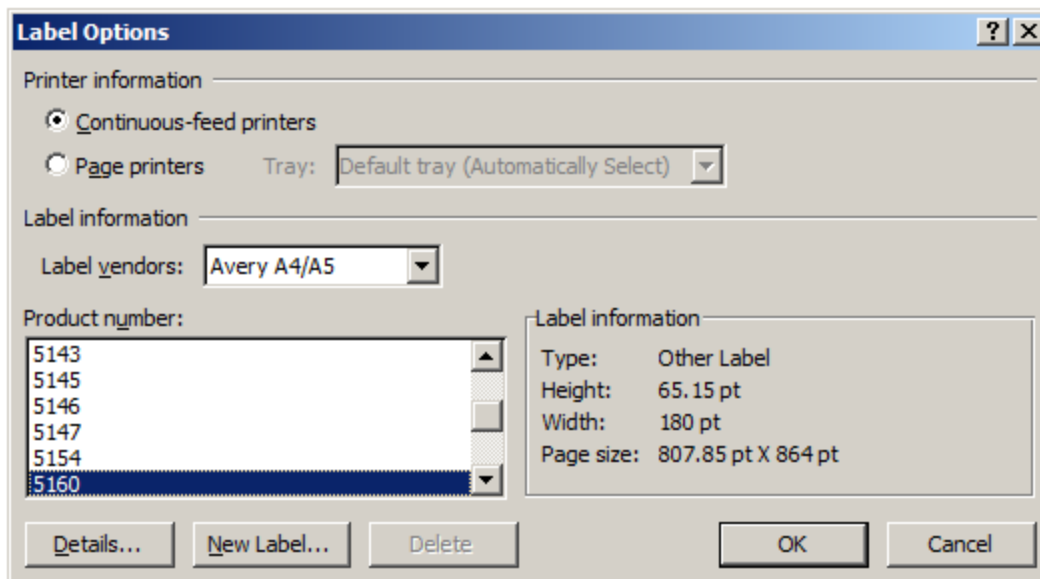 Label Options
Printer information
Continuous-feed printers
Page printers Tray: Default tray (Automatically Select)
Label information
Label vendors: Avery A4/A5
Product number:
5143
5145
5146
5147
5154
5160
Label information
Type: Other Label
Height: 65.15 pt
Width: 180 pt
Page size: 807.85 pt X 864 pt
Details... New Label... Delete OK Cancel